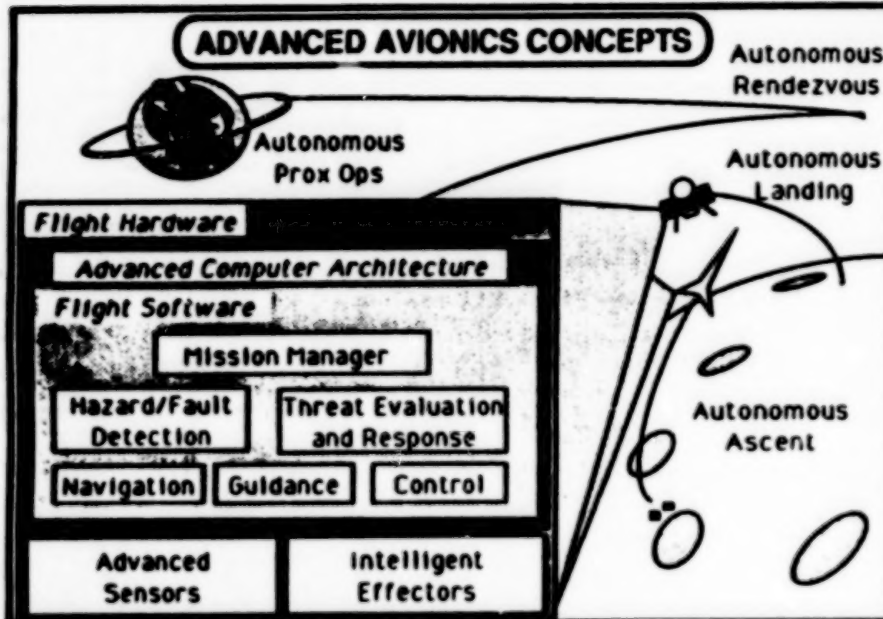 ADVANCED AVIONICS CONCEPTS
Autonomous
Rendezvous
Autonomous
Prox Ops
Autonomous
Landing
Flight Hardware
Advanced Computer Architecture
Flight Software
Mission Manager
Hazard/Fault
Detection
Threat Evaluation
and Response
Navigation
Guidance
Control
Autonomous
Ascent
Advanced
Sensors
Intelligent
Effectors